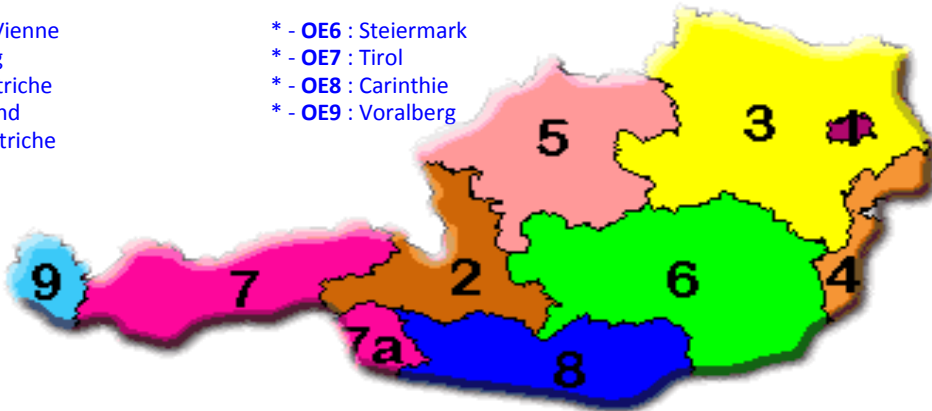 Vienne
triche
triche
* - OE6 : Steiermark
* - OE7 : Tirol
* - OE8 : Carinthie
* - OE9 : Voralberg
5
3
1
9
7
2
6
4
7a
8